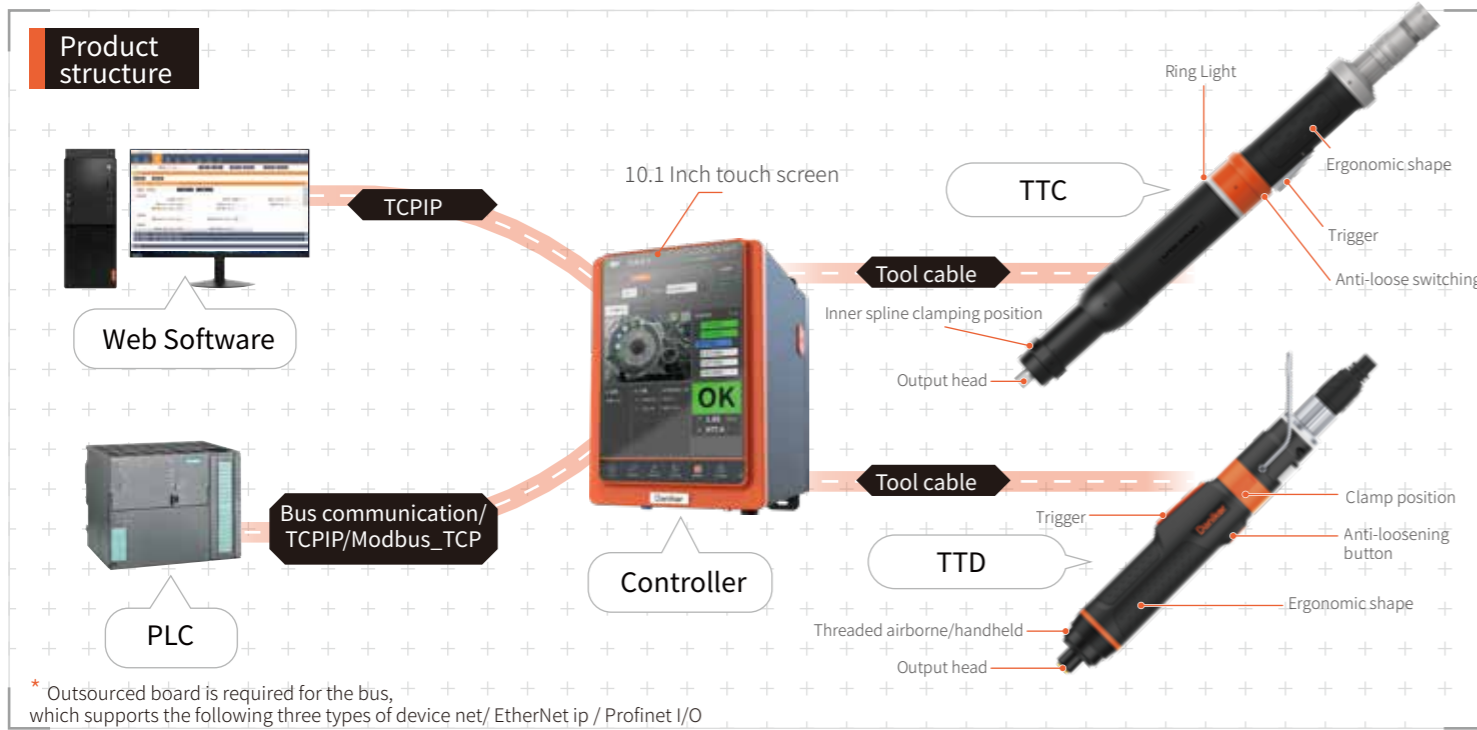 Product
structure
TCPIP
Web Software
Bus communication/
TCPIP/Modbus_TCP
PLC
10.1 Inch touch screen
OK
Danikor
Controller
Tool cable
Tool cable
TTC
Ring Light
Ergonomic shape
Trigger
Anti-loose switching
Inner spline clamping position
Output head
TTD
Trigger
Danikor
Clamp position
Anti-loosening
button
Ergonomic shape
Threaded airborne/handheld
Output head
* Outsourced board is required for the bus,
which supports the following three types of device net/ EtherNet ip / Profinet I/O